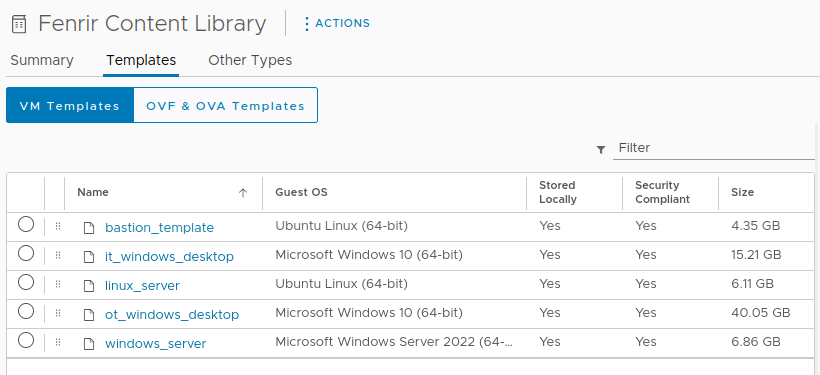 Fenrir Content Library
ACTIONS
Summary Templates Other Types
VM Templates OVF & OVA Templates
Filter
Name Guest OS Stored Locally Security Compliant Size
bastion_template Ubuntu Linux (64-bit) Yes Yes 4.35 GB
it_windows_desktop Microsoft Windows 10 (64-bit) Yes Yes 15.21 GB
linux_server Ubuntu Linux (64-bit) Yes Yes 6.11 GB
ot_windows_desktop Microsoft Windows 10 (64-bit) Yes Yes 40.05 GB
windows_server Microsoft Windows Server 2022 (64-... Yes Yes 6.86 GB